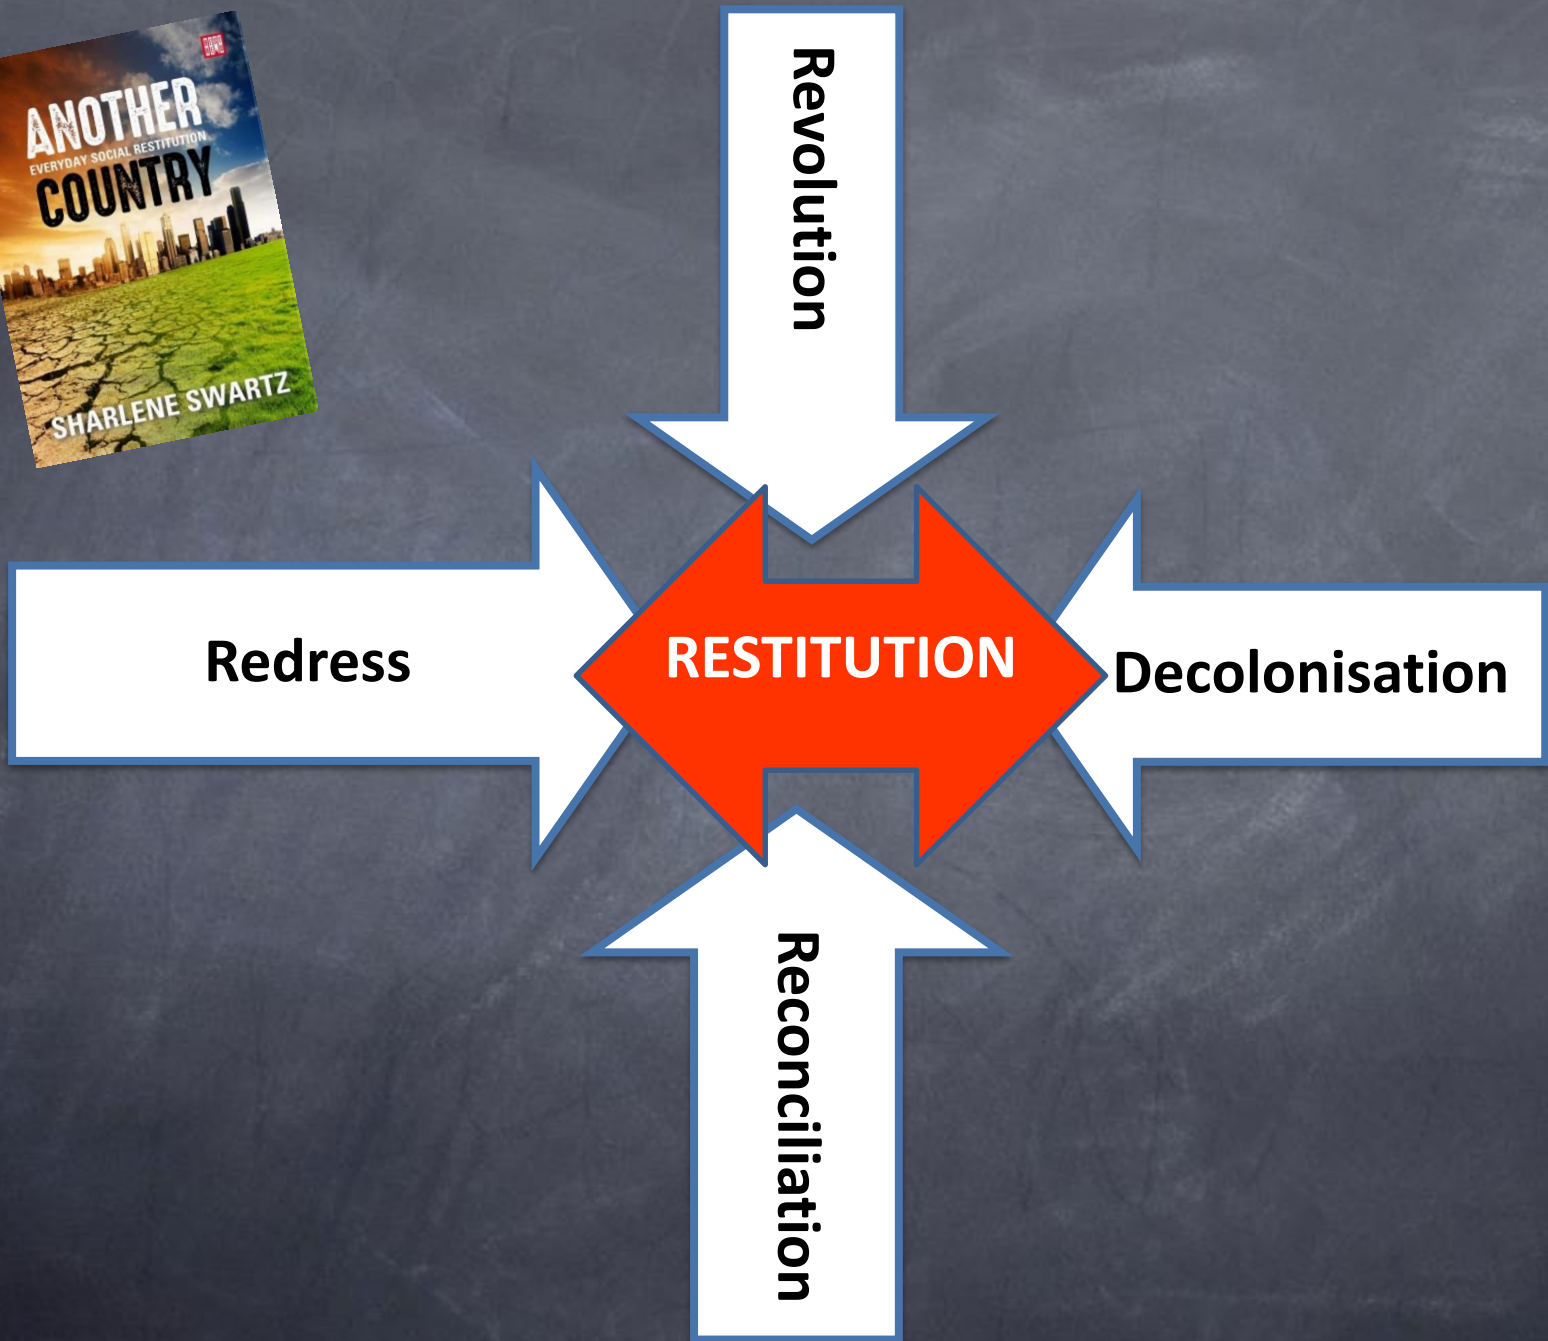 ANOTHER
EVERYDAY SOCIAL RESTITUTION
COUNTRY
SHARLENE SWARTZ
Revolution
Redress
RESTITUTION
Decolonisation
Reconciliation